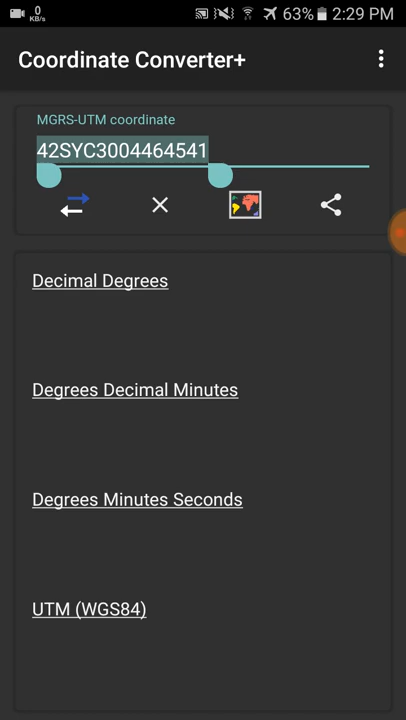 0
KB/s
63% 2:29 PM
Coordinate Converter+
MGRS-UTM coordinate
42SYC3004464541
Decimal Degrees
Degrees Decimal Minutes
Degrees Minutes Seconds
UTM (WGS84)